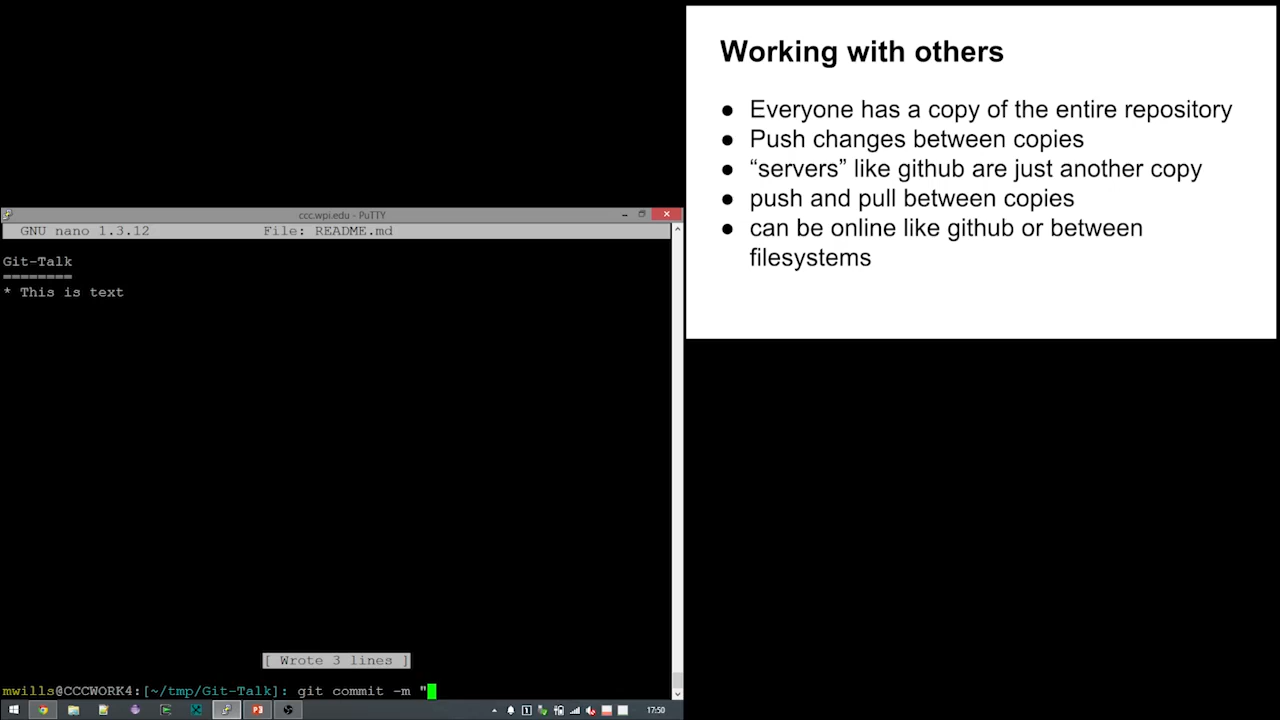 Working with others
● Everyone has a copy of the entire repository
● Push changes between copies
● “servers” like github are just another copy
● push and pull between copies
● can be online like github or between
filesystems
ccc.wpi.edu - PuTTY
GNU nano 1.3.12 File: README.md
Git-Talk
========
* This is text
[ Wrote 3 lines ]
mwills@CCCWORK4:[~/tmp/Git-Talk]: git commit -m "
17:50